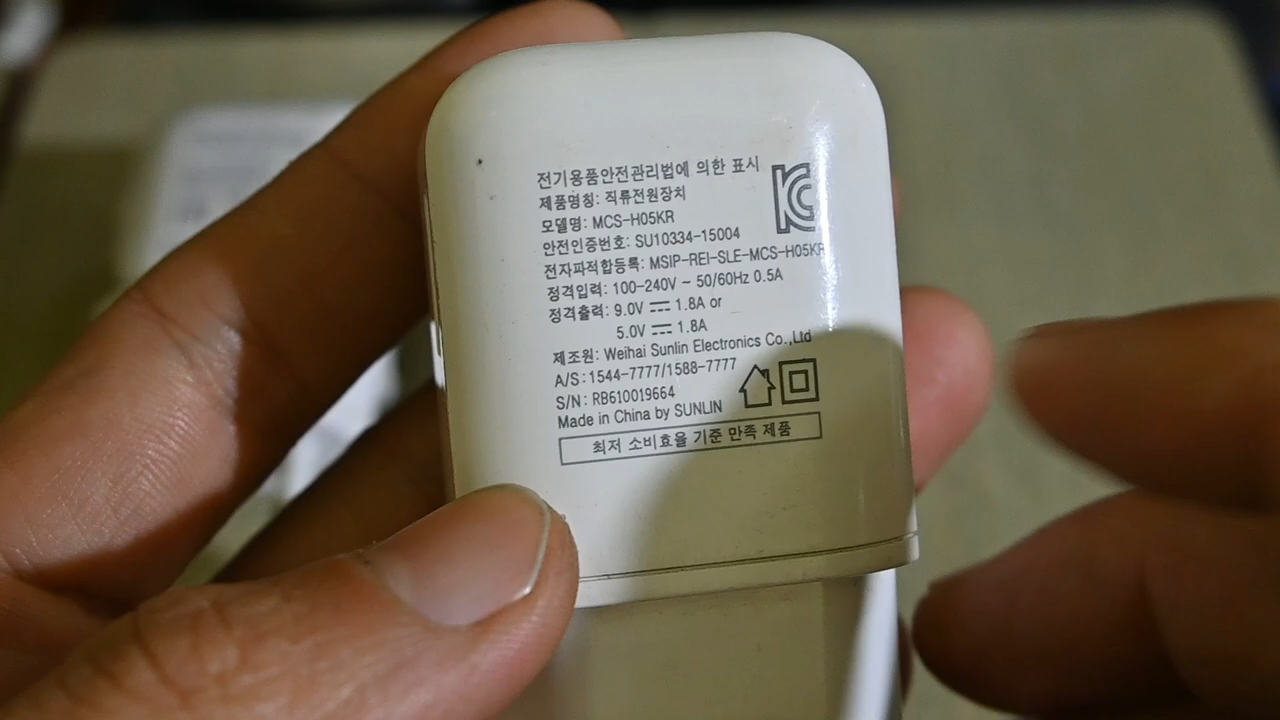 전기용품안전관리법에 의한 표시
제품명칭: 직류전원장치
모델명: MCS-H05KR
안전인증번호: SU10334-15004
전자파적합등록: MSIP-REI-SLE-MCS-H05KR
정격입력: 100-240V ~ 50/60Hz 0.5A
정격출력: 9.0V ⎓ 1.8A or
5.0V ⎓ 1.8A
제조원: Weihai Sunlin Electronics Co.,Ltd
A/S:1544-7777/1588-7777
S/N: RB610019664
Made in China by SUNLIN
최저 소비효율 기준 만족 제품